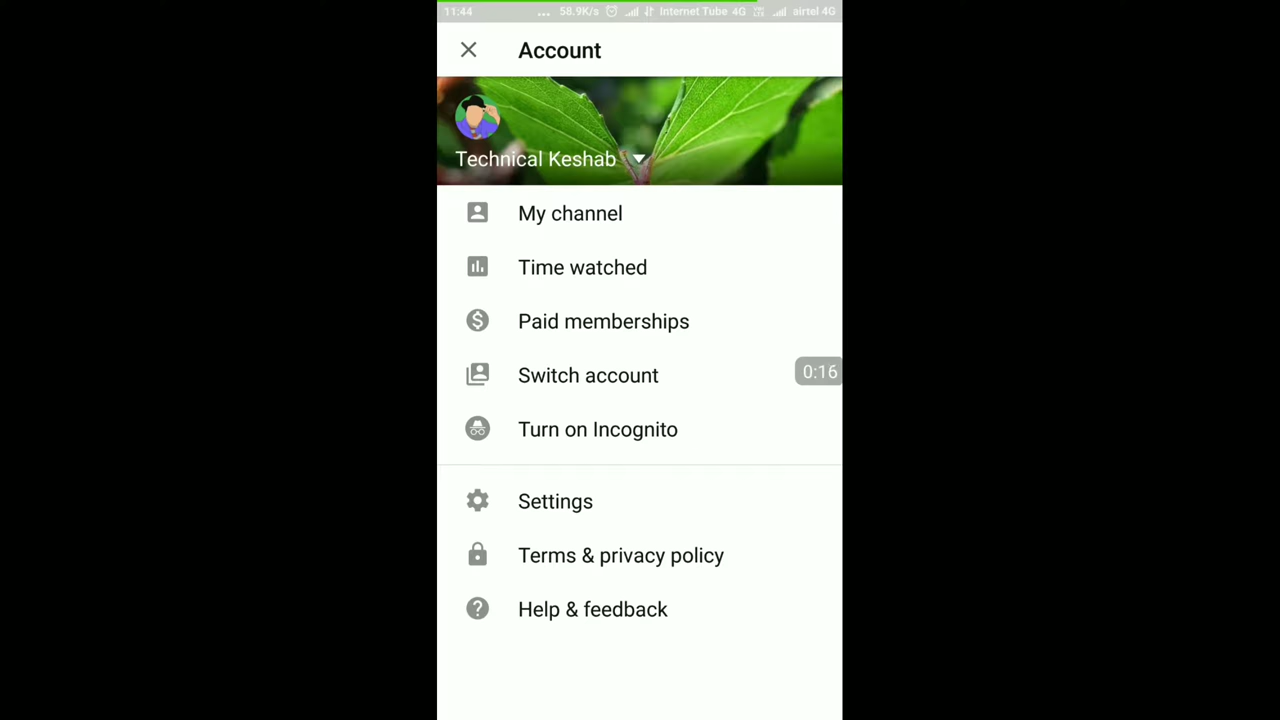 11:44 ... 58.9K/s Internet Tube 4G airtel 4G
Account
Technical Keshab
My channel
Time watched
Paid memberships
Switch account
0:16
Turn on Incognito
Settings
Terms & privacy policy
Help & feedback